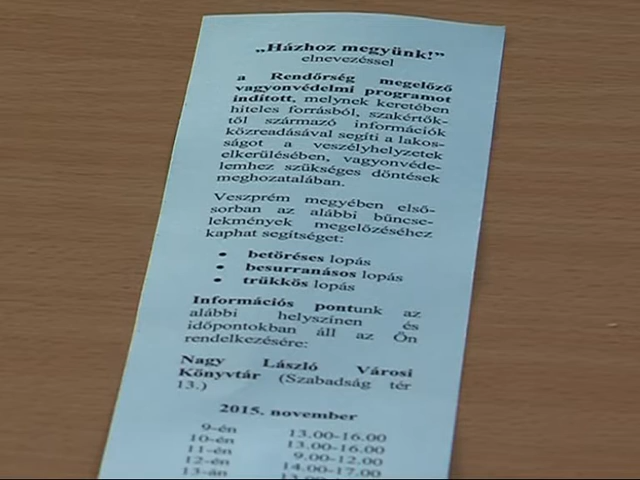 „Házhoz megyünk!”
elnevezéssel
a Rendőrség megelőző
vagyonvédelmi programot
indított, melynek keretében
hiteles forrásból, szakértők-
től származó információk
közreadásával segíti a lakos-
ságot a veszélyhelyzetek
elkerülésében, vagyonvéde-
lemhez szükséges döntések
meghozatalában.
Veszprém megyében első-
sorban az alábbi bűncse-
lekmények megelőzéséhez
kaphat segítséget:
• betöréses lopás
• besurranásos lopás
• trükkös lopás
Információs pontunk az
alábbi helyszínen és
időpontokban áll az Ön
rendelkezésére:
Nagy László Városi
Könyvtár (Szabadság tér
13.)
2015. november
9-én 13.00-16.00
10-én 13.00-16.00
11-én 9.00-12.00
12-én 14.00-17.00
13-án